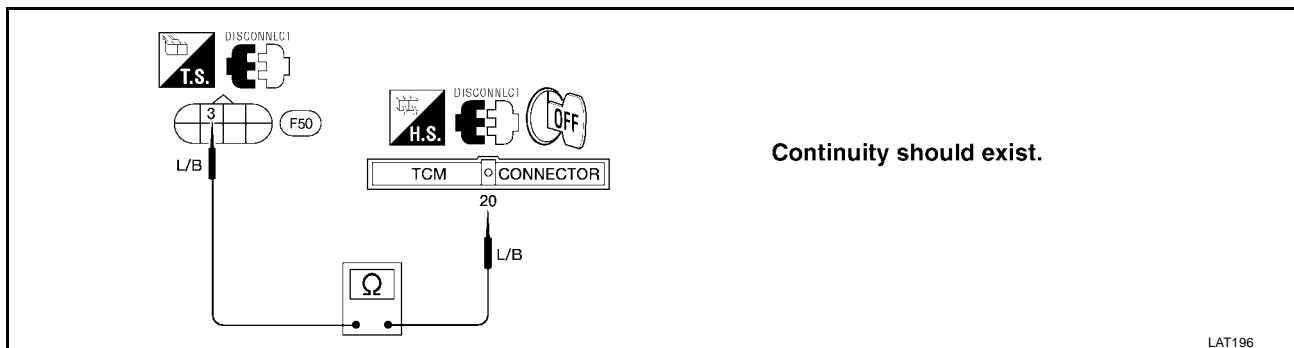 DISCONNECT
T.S.
3
F50
L/B
DISCONNECT
H.S.
OFF
TCM CONNECTOR
20
L/B
Ω
Continuity should exist.
LAT196